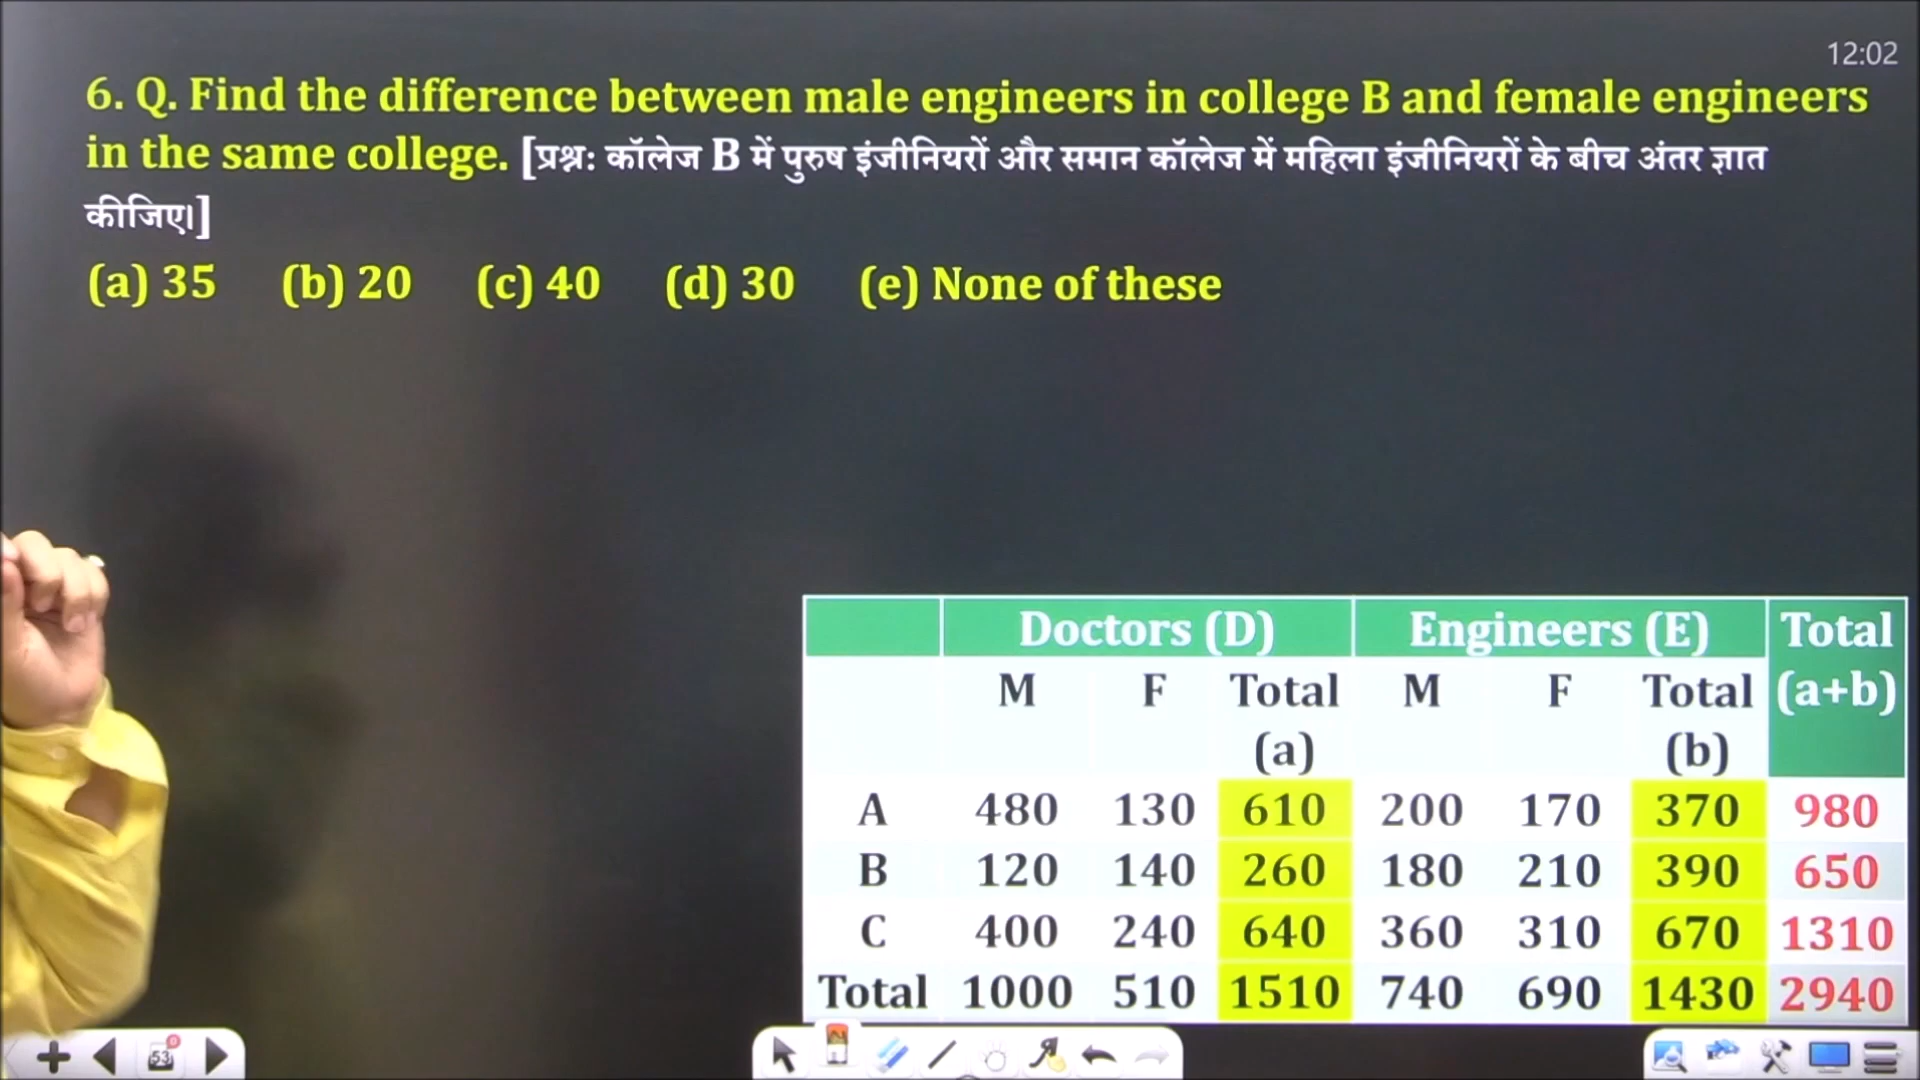 12:02
6. Q. Find the difference between male engineers in college B and female engineers
in the same college. [प्रश्न: कॉलेज B में पुरुष इंजीनियरों और समान कॉलेज में महिला इंजीनियरों के बीच अंतर ज्ञात
कीजिए।]
(a) 35 (b) 20 (c) 40 (d) 30 (e) None of these
Doctors (D) Engineers (E) Total
M F Total M F Total (a+b)
(a) (b)
A 480 130 610 200 170 370 980
B 120 140 260 180 210 390 650
C 400 240 640 360 310 670 1310
Total 1000 510 1510 740 690 1430 2940
53 0